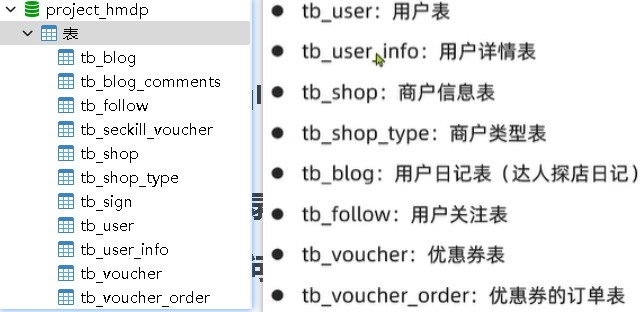 project_hmdp
表
tb_blog
tb_blog_comments
tb_follow
tb_seckill_voucher
tb_shop
tb_shop_type
tb_sign
tb_user
tb_user_info
tb_voucher
tb_voucher_order
tb_user：用户表
tb_user_info：用户详情表
tb_shop：商户信息表
tb_shop_type：商户类型表
tb_blog：用户日记表（达人探店日记）
tb_follow：用户关注表
tb_voucher：优惠券表
tb_voucher_order：优惠券的订单表